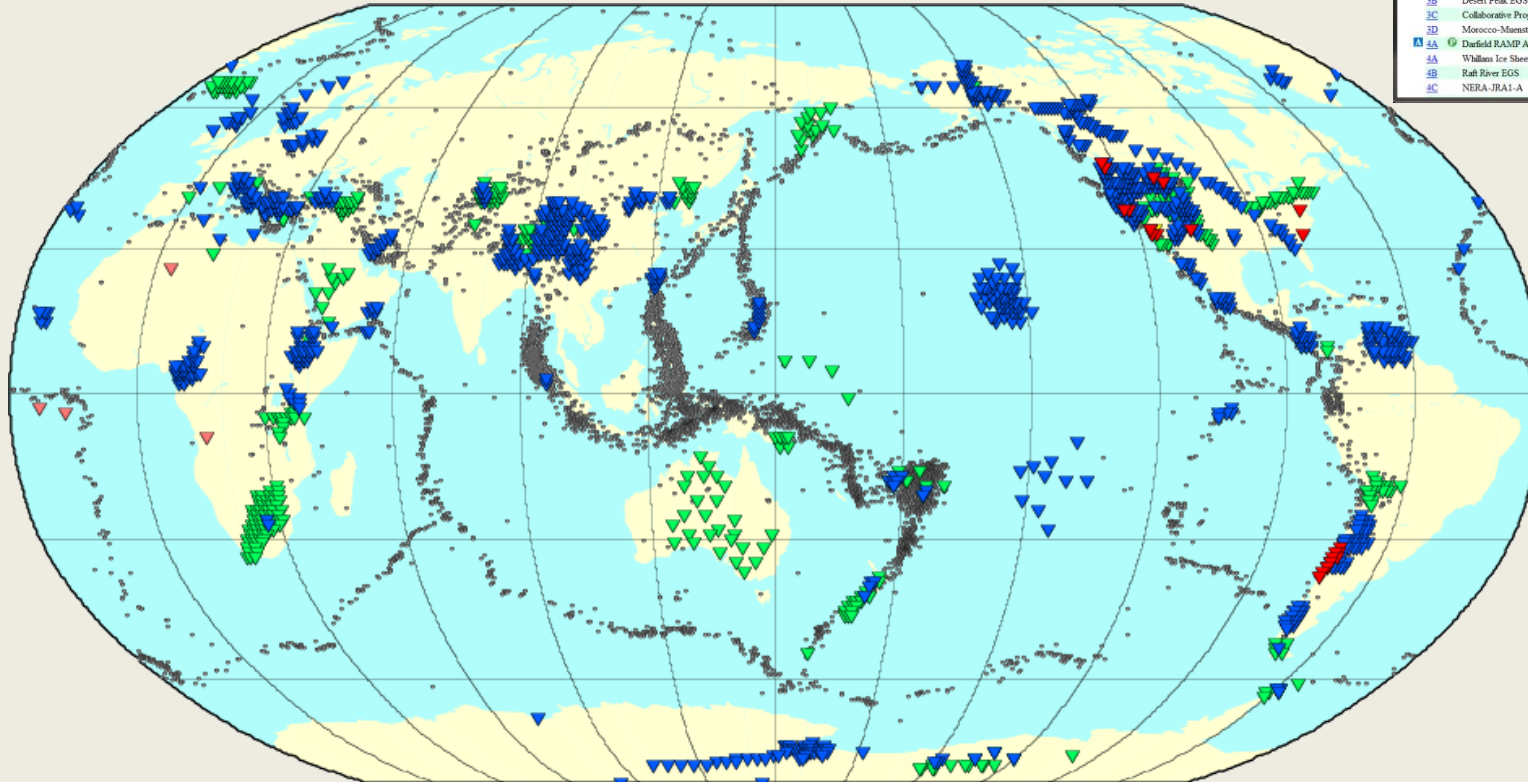 3B Desert Peak EGS
3C Collaborative Pro
3D Morocco-Muenst
A 4A P Darfield RAMP A
4A Whillans Ice Shee
4B Raft River EGS
4C NERA-JRA1-A